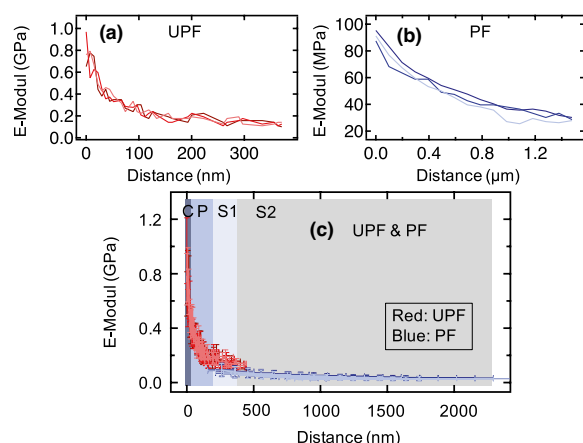 (a) UPF
E-Modul (GPa)
1.0
0.8
0.6
0.4
0.2
0.0
0 100 200 300
Distance (nm)
(b) PF
E-Modul (MPa)
100
80
60
40
20
0.0 0.4 0.8 1.2
Distance (µm)
C P S1 S2
(c) UPF & PF
E-Modul (GPa)
1.2
0.8
0.4
0.0
Red: UPF
Blue: PF
0 500 1000 1500 2000
Distance (nm)